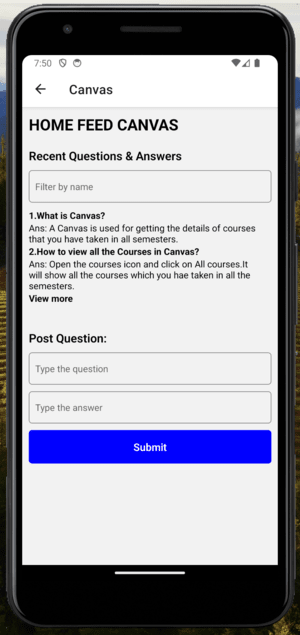 7:50
Canvas
HOME FEED CANVAS
Recent Questions & Answers
Filter by name
1.What is Canvas?
Ans: A Canvas is used for getting the details of courses
that you have taken in all semesters.
2.How to view all the Courses in Canvas?
Ans: Open the courses icon and click on All courses.It
will show all the courses which you hae taken in all the
semesters.
View more
Post Question:
Type the question
Type the answer
Submit